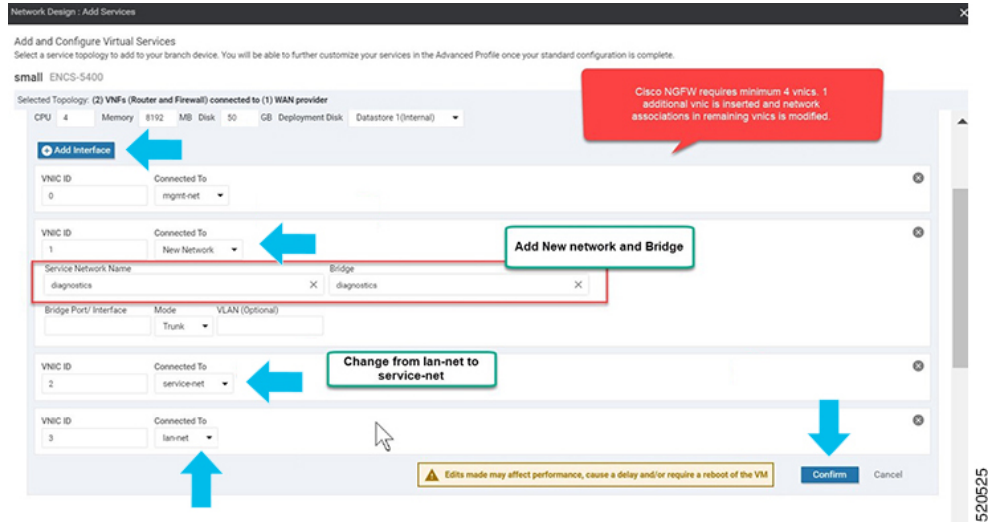 Network Design : Add Services
Add and Configure Virtual Services
Select a service topology to add to your branch device. You will be able to further customize your services in the Advanced Profile once your standard configuration is complete.
small ENCS-5400
Selected Topology: (2) VNFs (Router and Firewall) connected to (1) WAN provider
Cisco NGFW requires minimum 4 vnics. 1
additional vnic is inserted and network
associations in remaining vnics is modified.
CPU 4 Memory 8192 MB Disk 50 GB Deployment Disk Datastore 1(Internal)
Add Interface
VNIC ID Connected To
0 mgmt-net
VNIC ID Connected To
1 New Network
Add New network and Bridge
Service Network Name Bridge
diagnostics diagnostics
Bridge Port/ Interface Mode VLAN (Optional)
Trunk
Change from lan-net to
service-net
VNIC ID Connected To
2 service-net
VNIC ID Connected To
3 lan-net
Edits made may affect performance, cause a delay and/or require a reboot of the VM
Confirm Cancel
520525